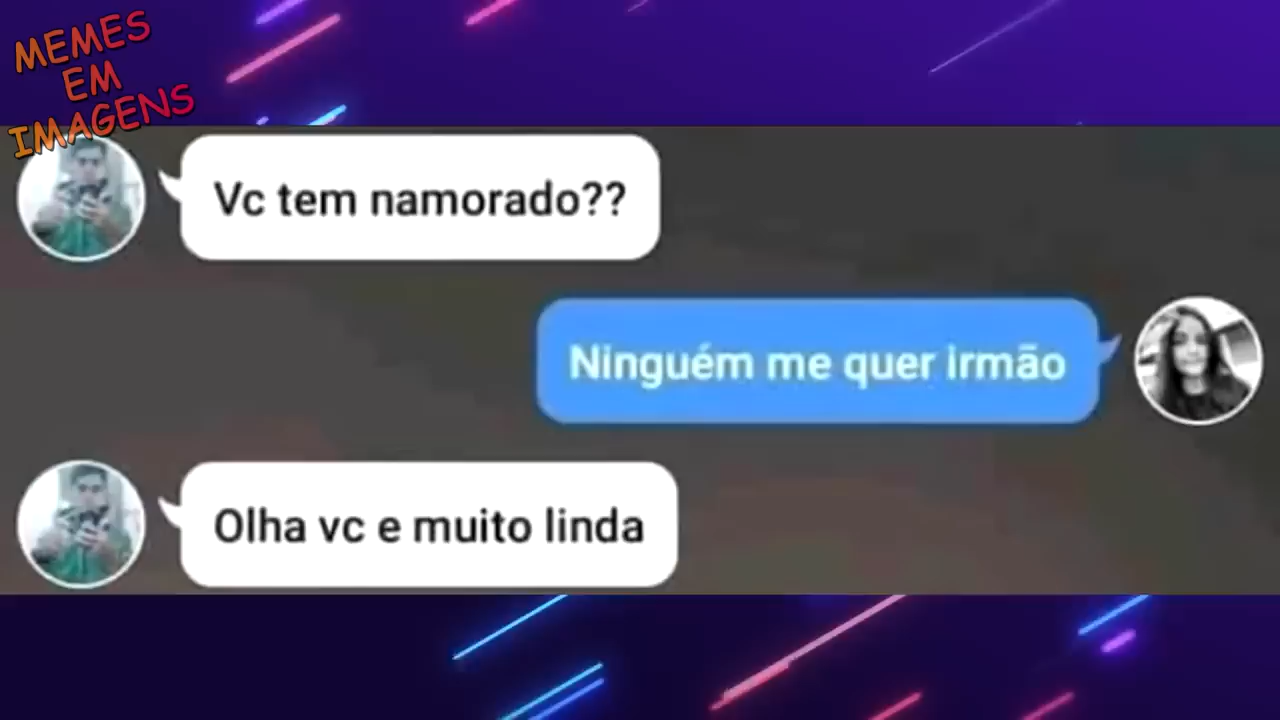 MEMES
EM
IMAGENS
Vc tem namorado??
Ninguém me quer irmão
Olha vc e muito linda